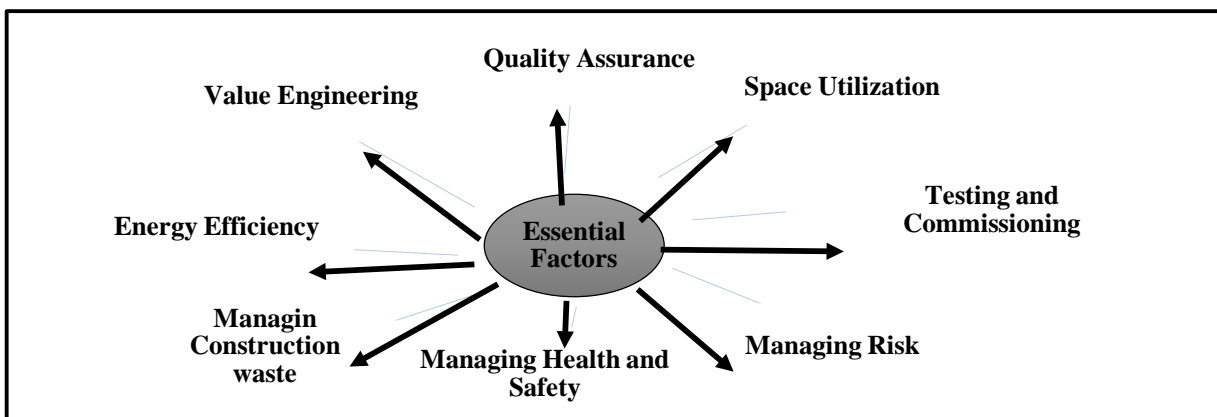 Quality Assurance
Value Engineering
Space Utilization
Testing and
Commissioning
Energy Efficiency
Essential
Factors
Managin
Construction
waste
Managing Health and
Safety
Managing Risk